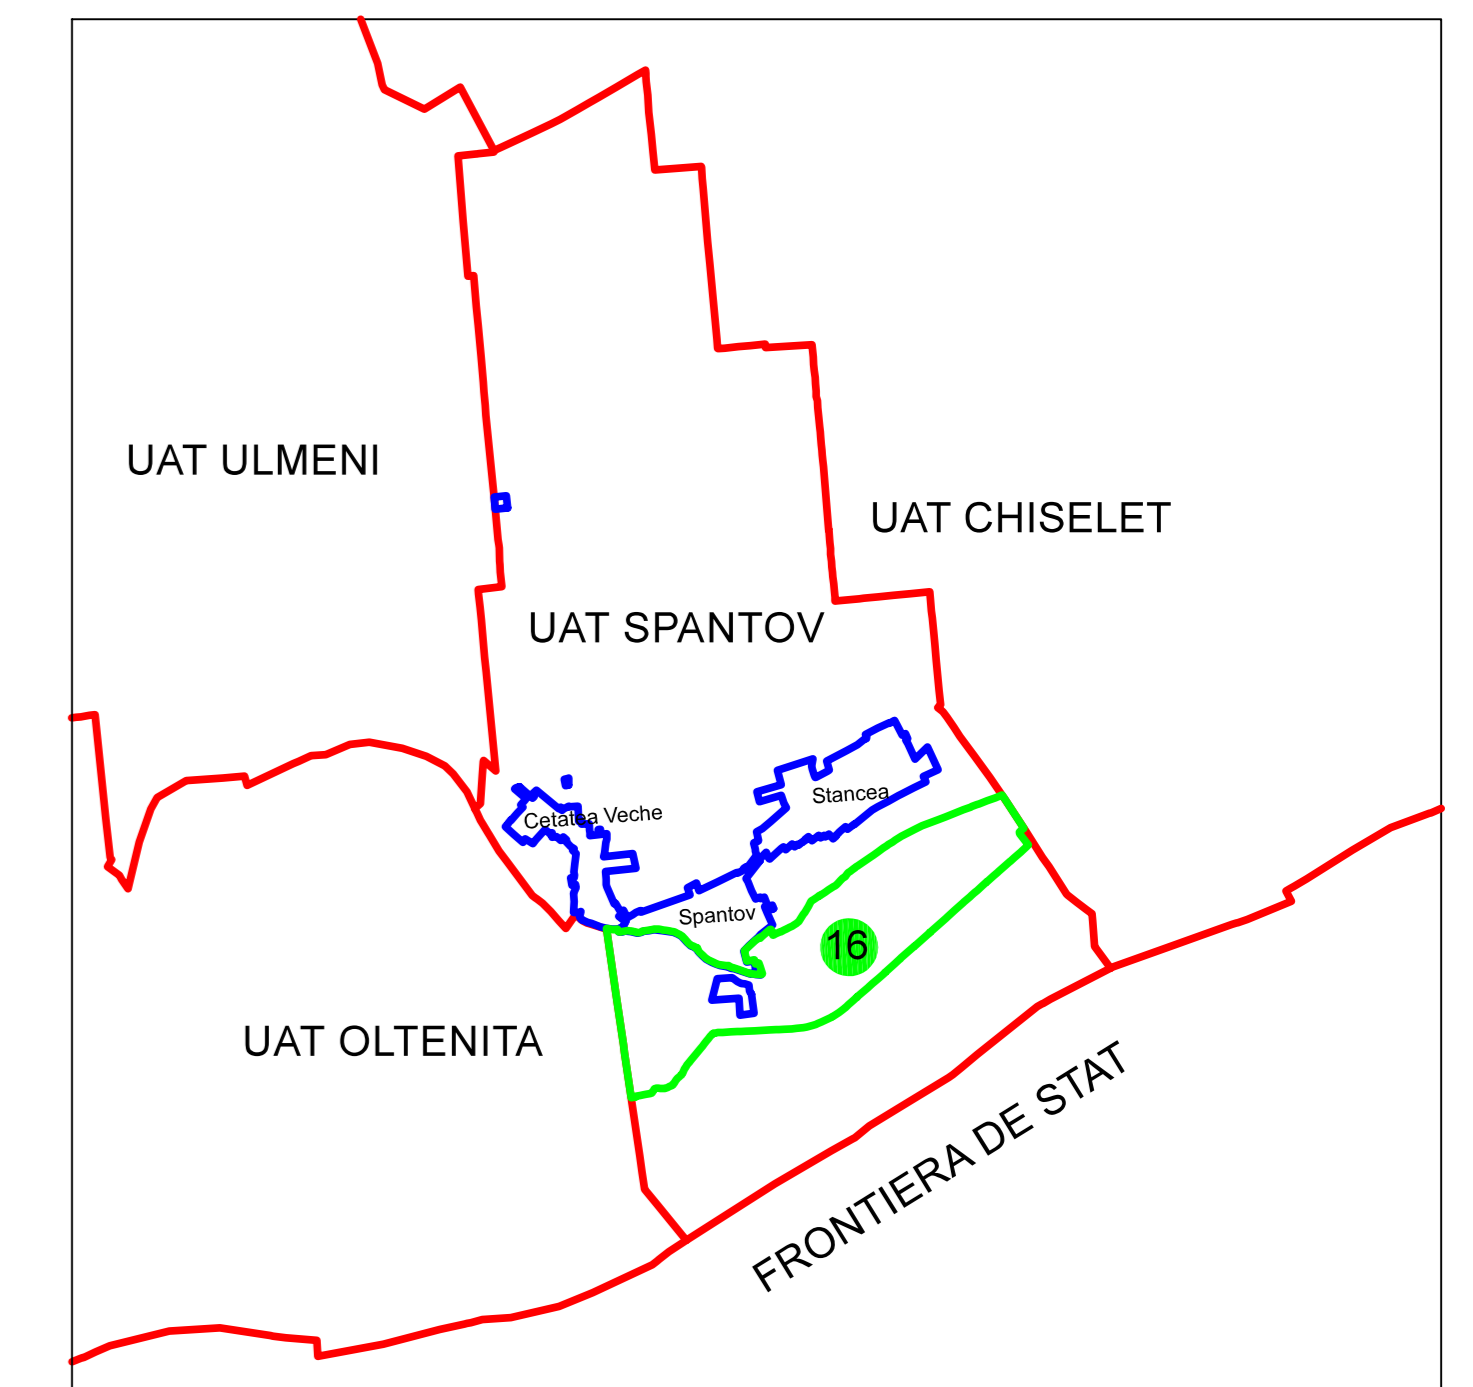 UAT ULMENI
UAT CHISELET
UAT SPANTOV
Stancea
Cetatea Veche
Spantov
16
UAT OLTENITA
FRONTIERA DE STAT